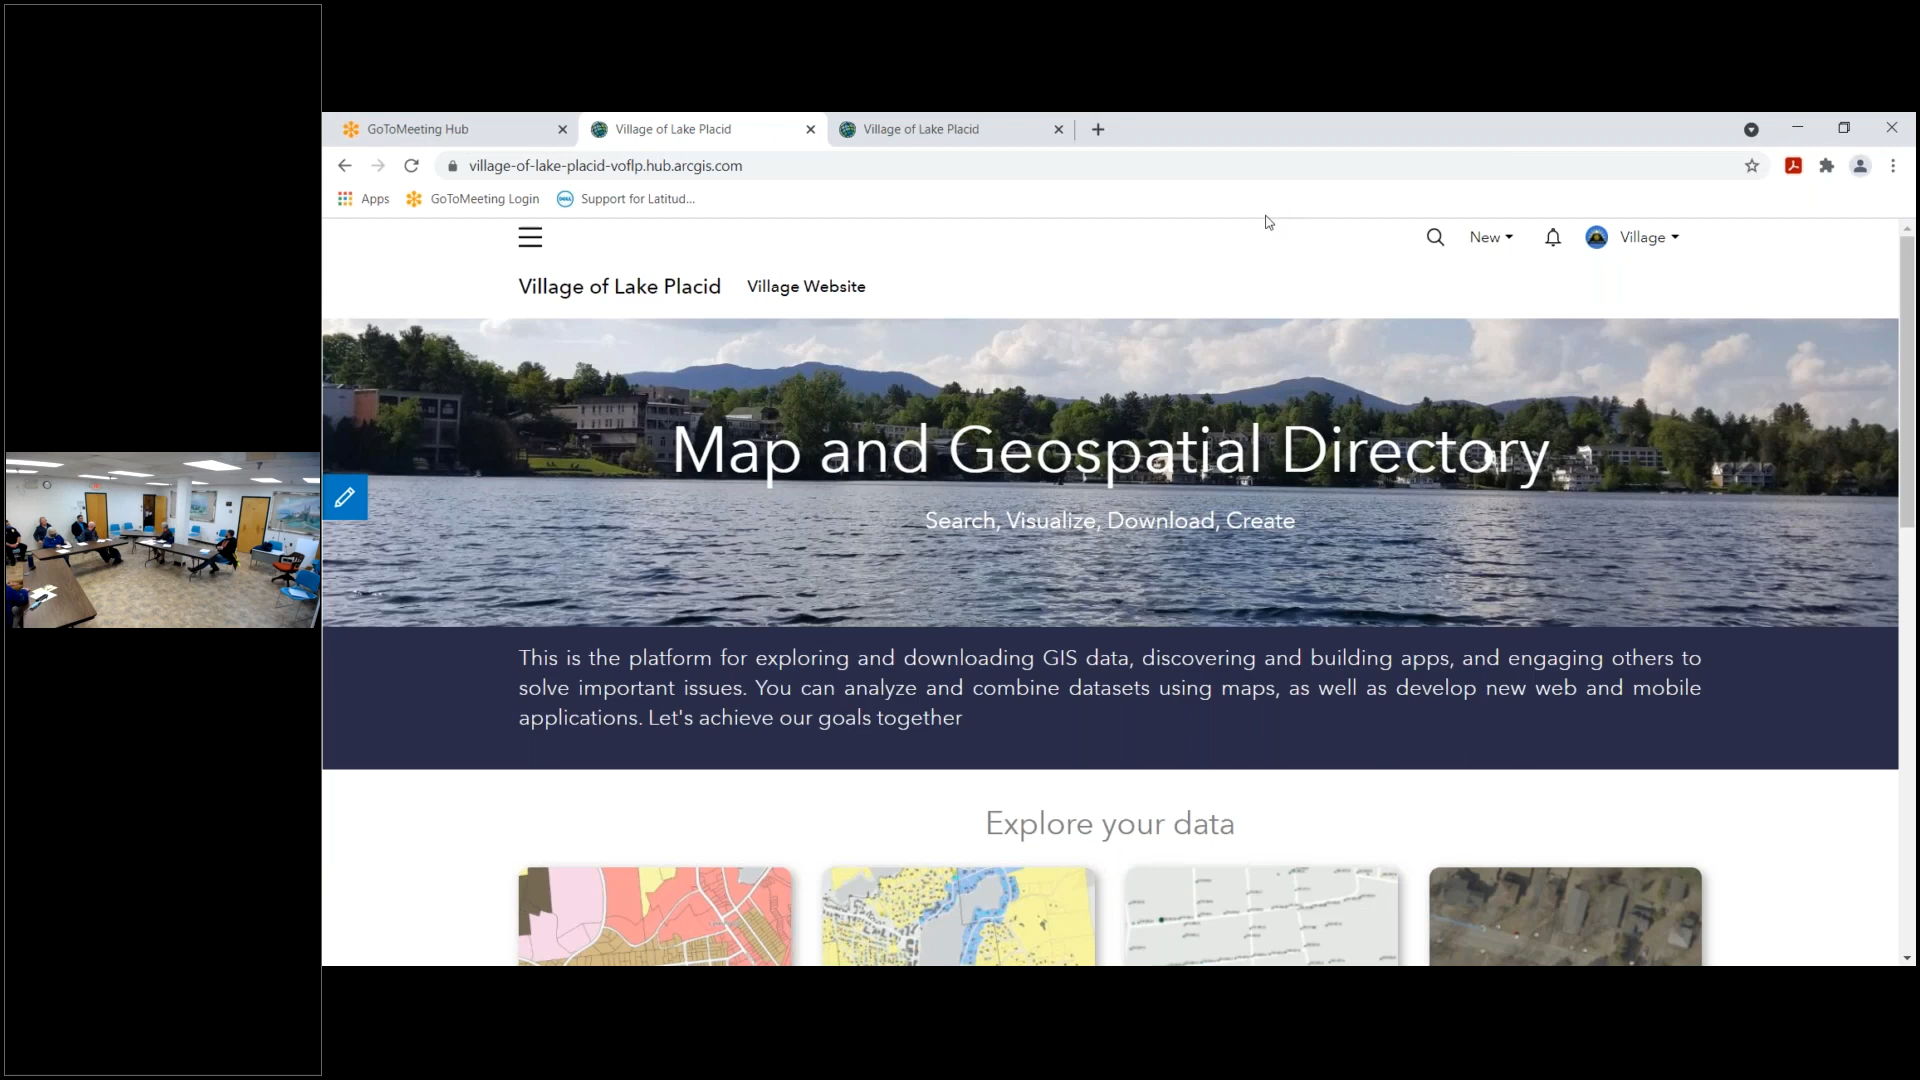 GoToMeeting Hub
Village of Lake Placid
Village of Lake Placid
village-of-lake-placid-voflp.hub.arcgis.com
Apps
GoToMeeting Login
DELL
Support for Latitud...
New
Village
Village of Lake Placid
Village Website
Map and Geospatial Directory
Search, Visualize, Download, Create
This is the platform for exploring and downloading GIS data, discovering and building apps, and engaging others to
solve important issues. You can analyze and combine datasets using maps, as well as develop new web and mobile
applications. Let's achieve our goals together
Explore your data